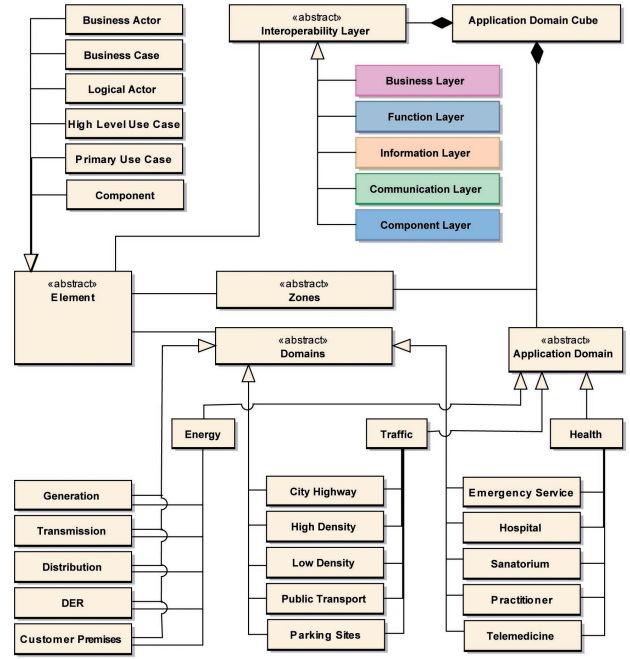 Business Actor
Business Case
Logical Actor
High Level Use Case
Primary Use Case
Component
«abstract»
Interoperability Layer
Application Domain Cube
Business Layer
Function Layer
Information Layer
Communication Layer
Component Layer
«abstract»
Element
«abstract»
Zones
«abstract»
Domains
«abstract»
Application Domain
Energy
Traffic
Health
Generation
Transmission
Distribution
DER
Customer Premises
City Highway
High Density
Low Density
Public Transport
Parking Sites
Emergency Service
Hospital
Sanatorium
Practitioner
Telemedicine